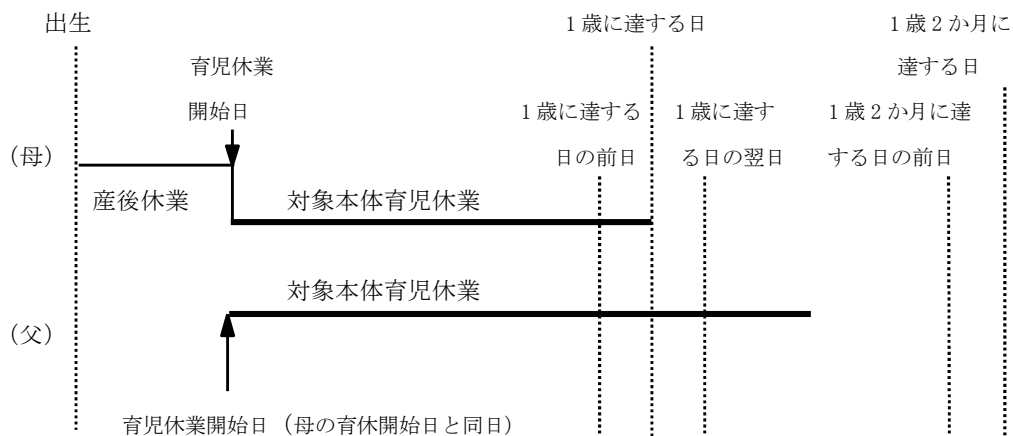 出生
1歳に達する日
1歳2か月に
達する日
育児休業
開始日
1歳に達する
日の前日
1歳に達す
る日の翌日
1歳2か月に達
する日の前日
（母）
産後休業
対象本体育児休業
対象本体育児休業
（父）
育児休業開始日（母の育休開始日と同日）